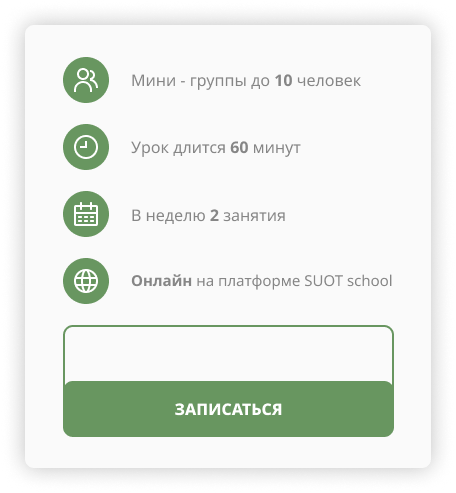 Мини - группы до 10 человек
Урок длится 60 минут
В неделю 2 занятия
Онлайн на платформе SUOT school
ЗАПИСАТЬСЯ